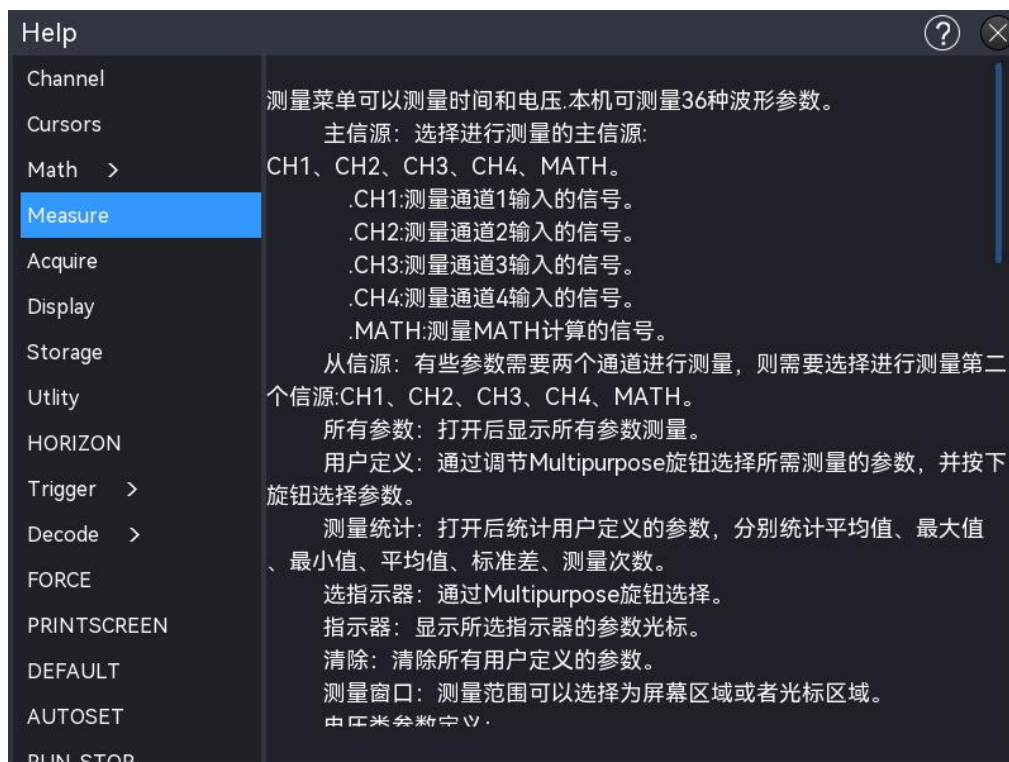 Help
?
Channel
Cursors
Math >
Measure
Acquire
Display
Storage
Utlity
HORIZON
Trigger >
Decode >
FORCE
PRINTSCREEN
DEFAULT
AUTOSET
RUN STOP
测量菜单可以测量时间和电压.本机可测量36种波形参数。
主信源：选择进行测量的主信源:
CH1、CH2、CH3、CH4、MATH。
.CH1:测量通道1输入的信号。
.CH2:测量通道2输入的信号。
.CH3:测量通道3输入的信号。
.CH4:测量通道4输入的信号。
.MATH:测量MATH计算的信号。
从信源：有些参数需要两个通道进行测量，则需要选择进行测量第二
个信源:CH1、CH2、CH3、CH4、MATH。
所有参数：打开后显示所有参数测量。
用户定义：通过调节Multipurpose旋钮选择所需测量的参数，并按下
旋钮选择参数。
测量统计：打开后统计用户定义的参数，分别统计平均值、最大值
、最小值、平均值、标准差、测量次数。
选指示器：通过Multipurpose旋钮选择。
指示器：显示所选指示器的参数光标。
清除：清除所有用户定义的参数。
测量窗口：测量范围可以选择为屏幕区域或者光标区域。
电压类参数定义: